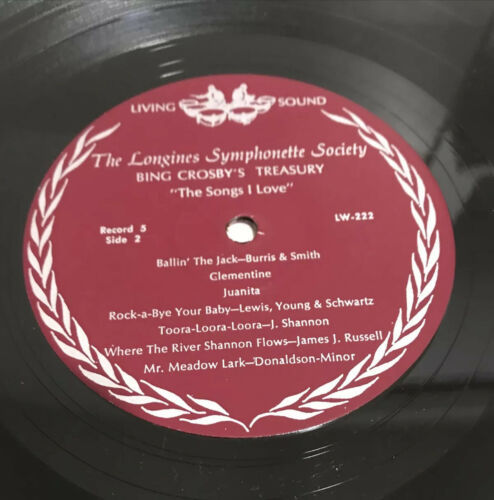 LIVING SOUND
The Longines Symphonette Society
BING CROSBY'S TREASURY
"The Songs I Love"
Record 5
Side 2
LW-222
Ballin' The Jack—Burris & Smith
Clementine
Juanita
Rock-a-Bye Your Baby—Lewis, Young & Schwartz
Toora-Loora-Loora—J. Shannon
Where The River Shannon Flows—James J. Russell
Mr. Meadow Lark—Donaldson-Minor